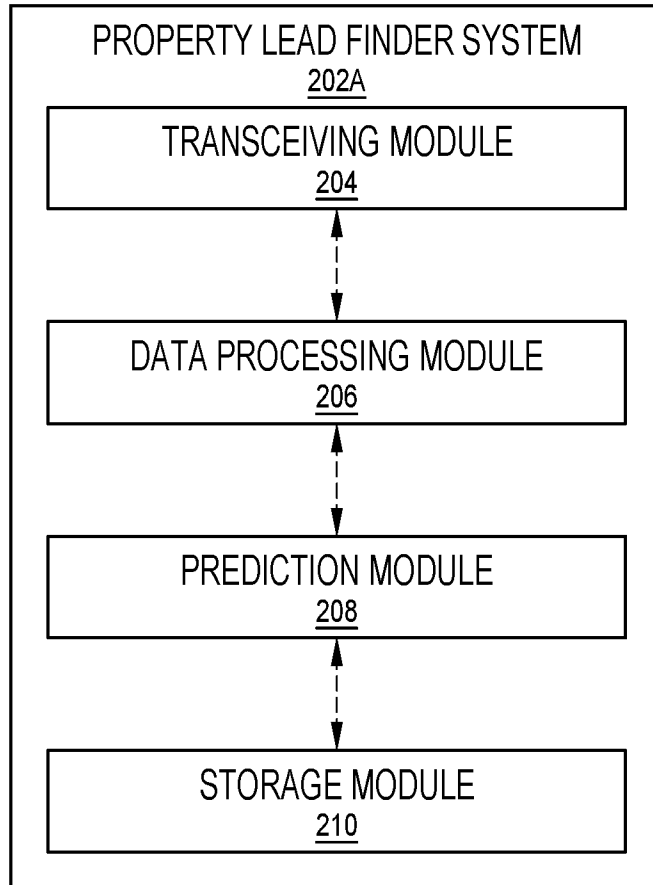 PROPERTY LEAD FINDER SYSTEM
202A
TRANSCEIVING MODULE
204
DATA PROCESSING MODULE
206
PREDICTION MODULE
208
STORAGE MODULE
210